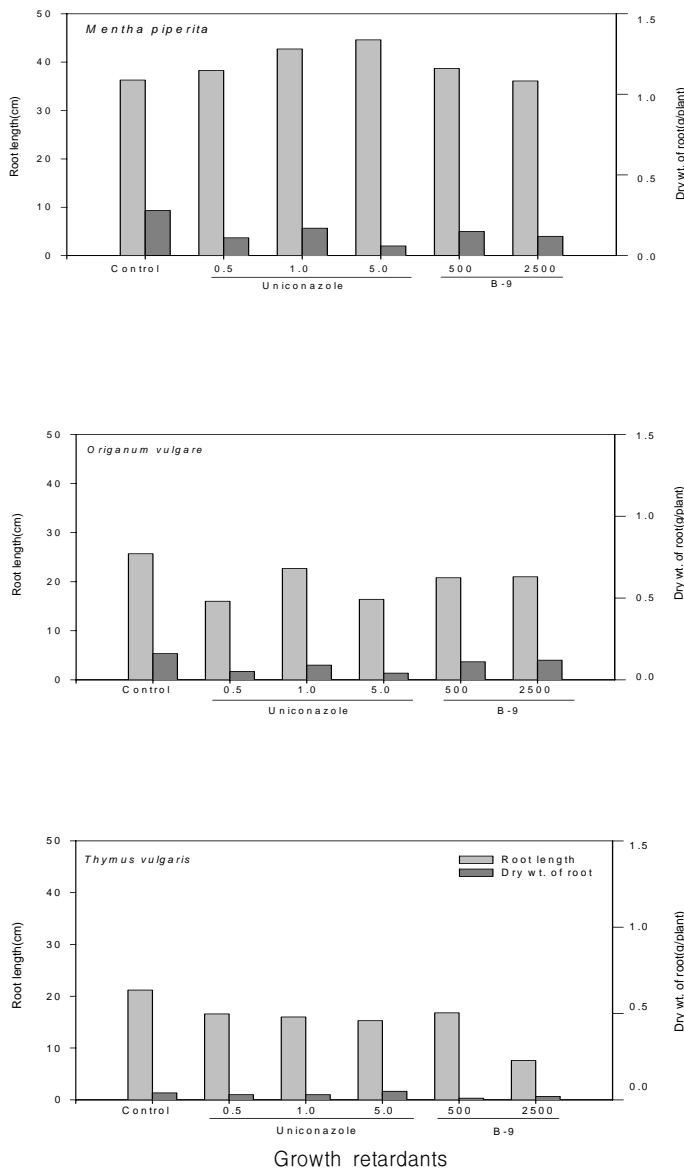 Mentha piperita
50
40
30
20
10
0
Root length(cm)
1.5
1.0
0.5
0.0
Dry wt. of root(g/plant)
Control 0.5 1.0 5.0 500 2500
Uniconazole B-9
Origanum vulgare
50
40
30
20
10
0
Root length(cm)
1.5
1.0
0.5
0.0
Dry wt. of root(g/plant)
Control 0.5 1.0 5.0 500 2500
Uniconazole B-9
Thymus vulgaris
Root length
Dry wt. of root
50
40
30
20
10
0
Root length(cm)
1.5
1.0
0.5
0.0
Dry wt. of root(g/plant)
Control 0.5 1.0 5.0 500 2500
Uniconazole B-9
Growth retardants